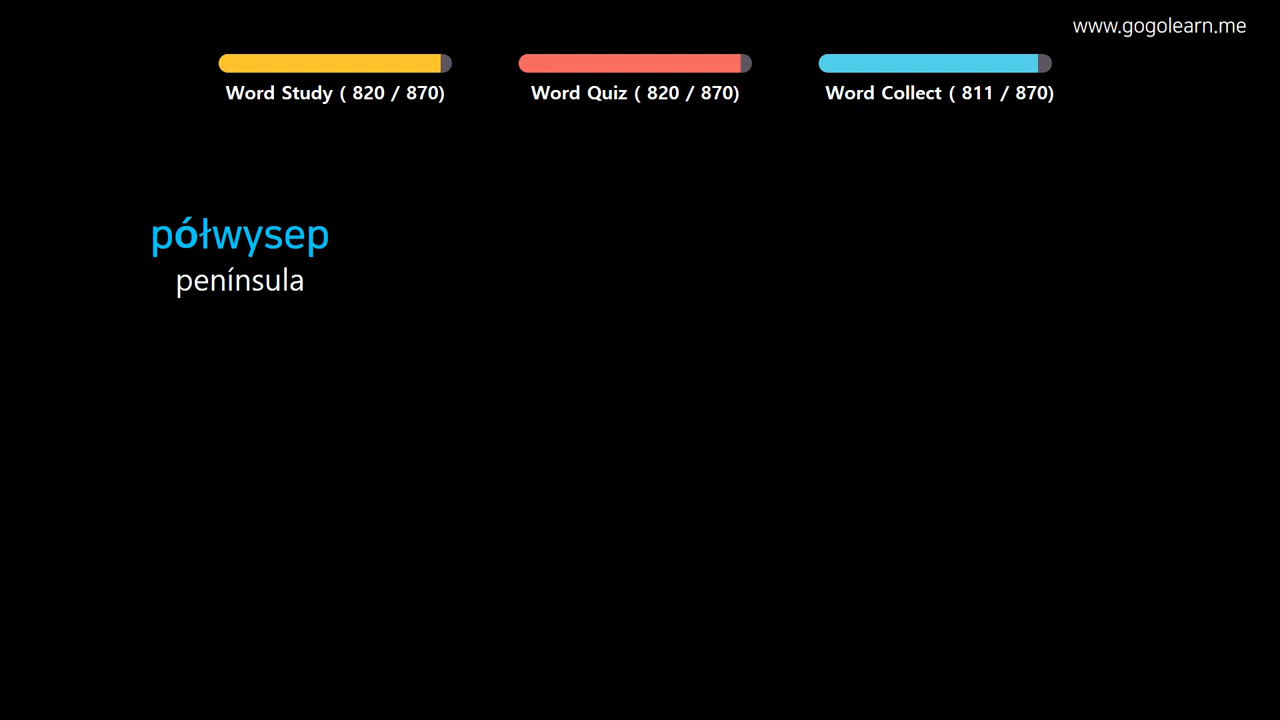 www.gogolearn.me
Word Study ( 820 / 870)
Word Quiz ( 820 / 870)
Word Collect ( 811 / 870)
półwysep
península